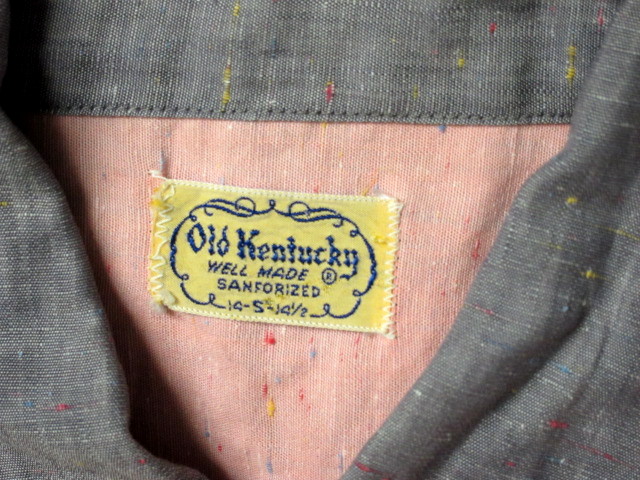 Old Kentucky
WELL MADE ®
SANFORIZED
14-S-14½